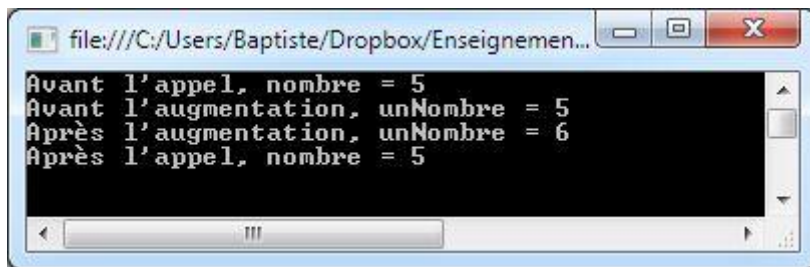 file:///C:/Users/Baptiste/Dropbox/Enseignemen...
Avant l'appel, nombre = 5
Avant l'augmentation, unNombre = 5
Après l'augmentation, unNombre = 6
Après l'appel, nombre = 5